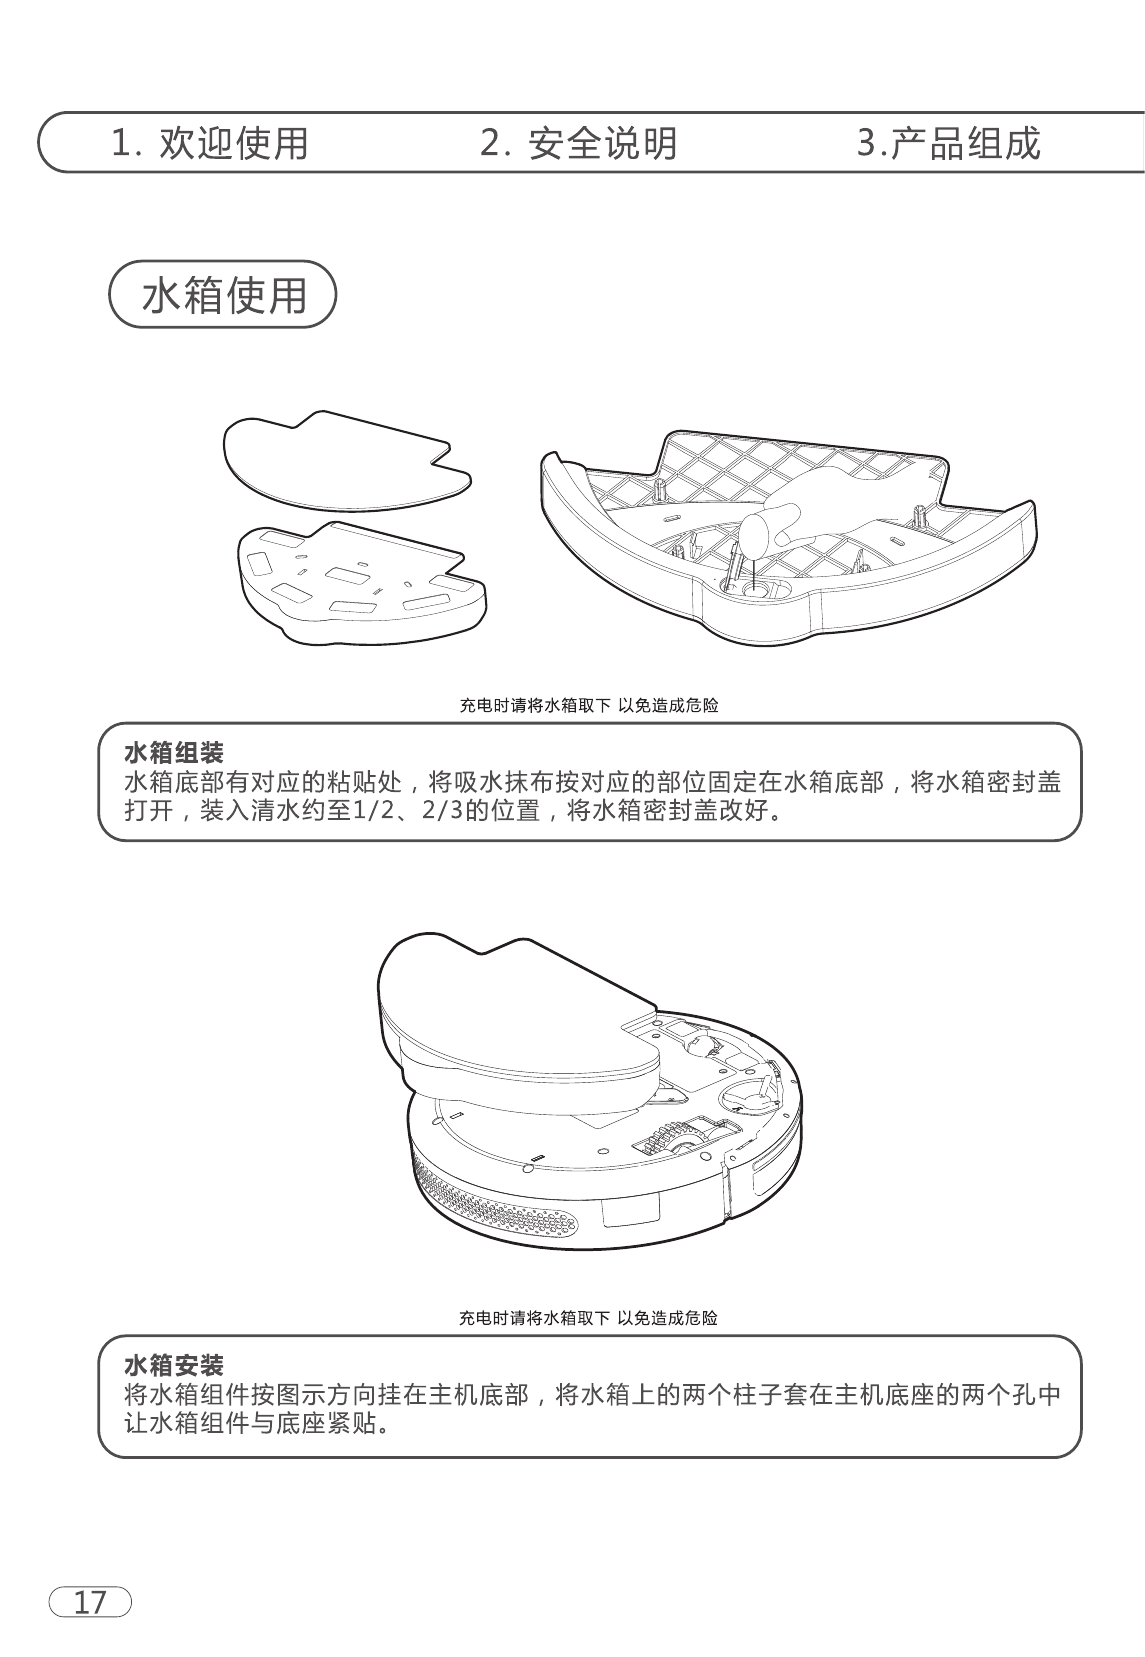 1. 欢迎使用 2. 安全说明 3.产品组成
水箱使用
充电时请将水箱取下 以免造成危险
水箱组装
水箱底部有对应的粘贴处，将吸水抹布按对应的部位固定在水箱底部，将水箱密封盖
打开，装入清水约至1/2、2/3的位置，将水箱密封盖改好。
充电时请将水箱取下 以免造成危险
水箱安装
将水箱组件按图示方向挂在主机底部，将水箱上的两个柱子套在主机底座的两个孔中
让水箱组件与底座紧贴。
17